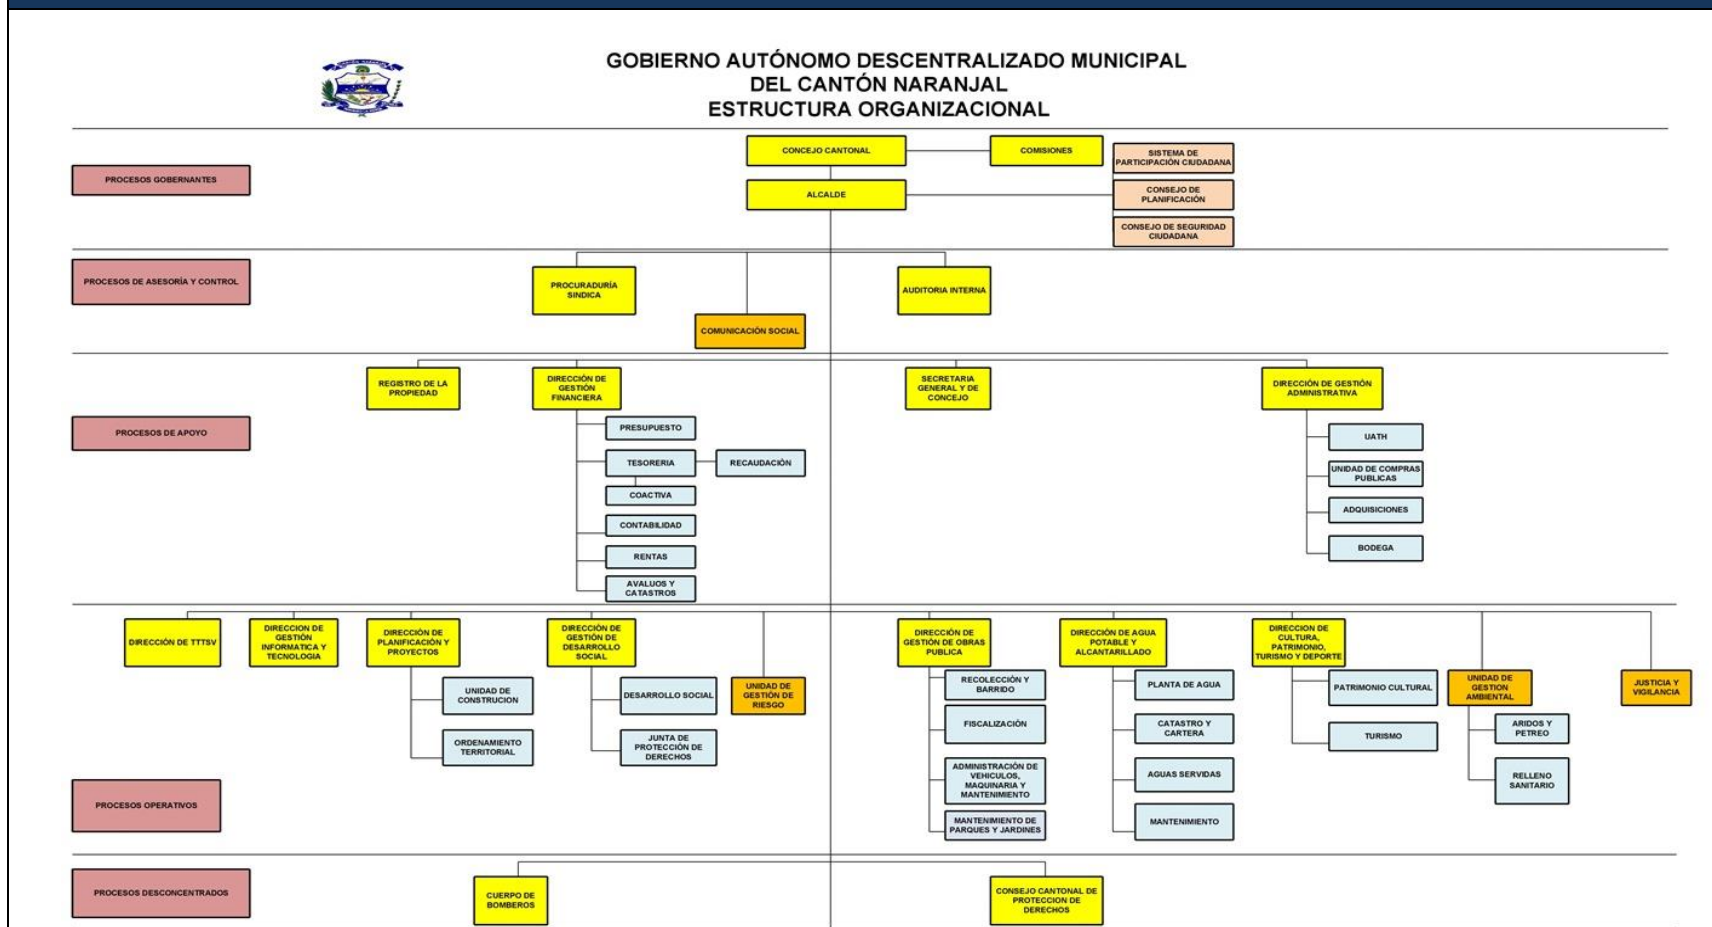 GOBIERNO AUTÓNOMO DESCENTRALIZADO MUNICIPAL
DEL CANTÓN NARANJAL
ESTRUCTURA ORGANIZACIONAL
PROCESOS GOBERNANTES
CONCEJO CANTONAL
COMISIONES
SISTEMA DE
PARTICIPACIÓN CIUDADANA
ALCALDE
CONSEJO DE
PLANIFICACIÓN
CONSEJO DE SEGURIDAD
CIUDADANA
PROCESOS DE ASESORÍA Y CONTROL
PROCURADURÍA
SINDICA
AUDITORIA INTERNA
COMUNICACIÓN SOCIAL
PROCESOS DE APOYO
REGISTRO DE LA
PROPIEDAD
DIRECCIÓN DE
GESTIÓN
FINANCIERA
SECRETARIA
GENERAL Y DE
CONCEJO
DIRECCIÓN DE GESTIÓN
ADMINISTRATIVA
PRESUPUESTO
TESORERIA
RECAUDACIÓN
COACTIVA
CONTABILIDAD
RENTAS
AVALUOS Y
CATASTROS
UATH
UNIDAD DE COMPRAS
PUBLICAS
ADQUISICIONES
BODEGA
PROCESOS OPERATIVOS
DIRECCIÓN DE TTTSV
DIRECCION DE
GESTIÓN
INFORMATICA Y
TECNOLOGIA
DIRECCIÓN DE
PLANIFICACIÓN Y
PROYECTOS
UNIDAD DE
CONSTRUCION
ORDENAMIENTO
TERRITORIAL
DIRECCIÓN DE
GESTIÓN DE
DESARROLLO
SOCIAL
DESARROLLO SOCIAL
JUNTA DE
PROTECCIÓN DE
DERECHOS
UNIDAD DE
GESTIÓN DE
RIESGO
DIRECCIÓN DE
GESTIÓN DE OBRAS
PUBLICA
RECOLECCIÓN Y
BARRIDO
FISCALIZACIÓN
ADMINISTRACIÓN DE
VEHICULOS,
MAQUINARIA Y
MANTENIMIENTO
MANTENIMIENTO DE
PARQUES Y JARDINES
DIRECCIÓN DE AGUA
POTABLE Y
ALCANTARILLADO
PLANTA DE AGUA
CATASTRO Y
CARTERA
AGUAS SERVIDAS
MANTENIMIENTO
DIRECCION DE
CULTURA,
PATRIMONIO,
TURISMO Y DEPORTE
PATRIMONIO CULTURAL
TURISMO
UNIDAD DE
GESTION
AMBIENTAL
ARIDOS Y
PETREO
RELLENO
SANITARIO
JUSTICIA Y
VIGILANCIA
PROCESOS DESCONCENTRADOS
CUERPO DE
BOMBEROS
CONSEJO CANTONAL DE
PROTECCION DE
DERECHOS